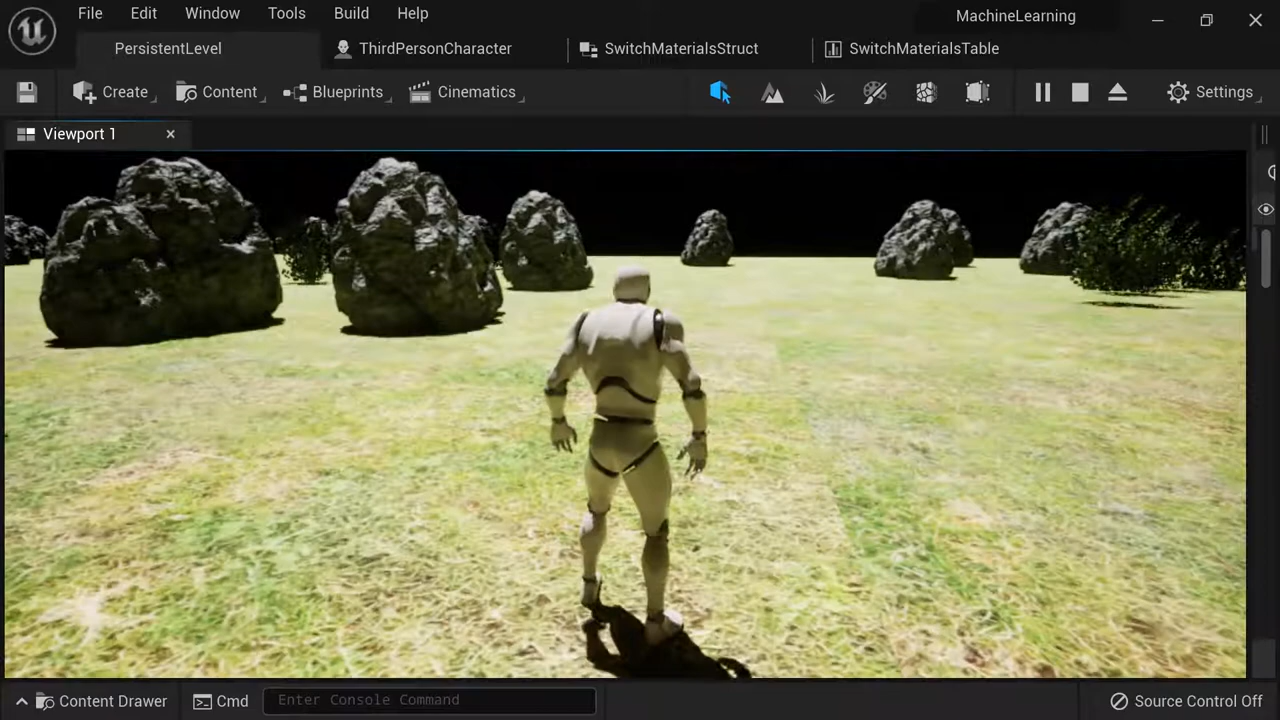 File Edit Window Tools Build Help MachineLearning
PersistentLevel ThirdPersonCharacter SwitchMaterialsStruct SwitchMaterialsTable
Create Content Blueprints Cinematics Settings
Viewport 1
Content Drawer Cmd Enter Console Command Source Control Off